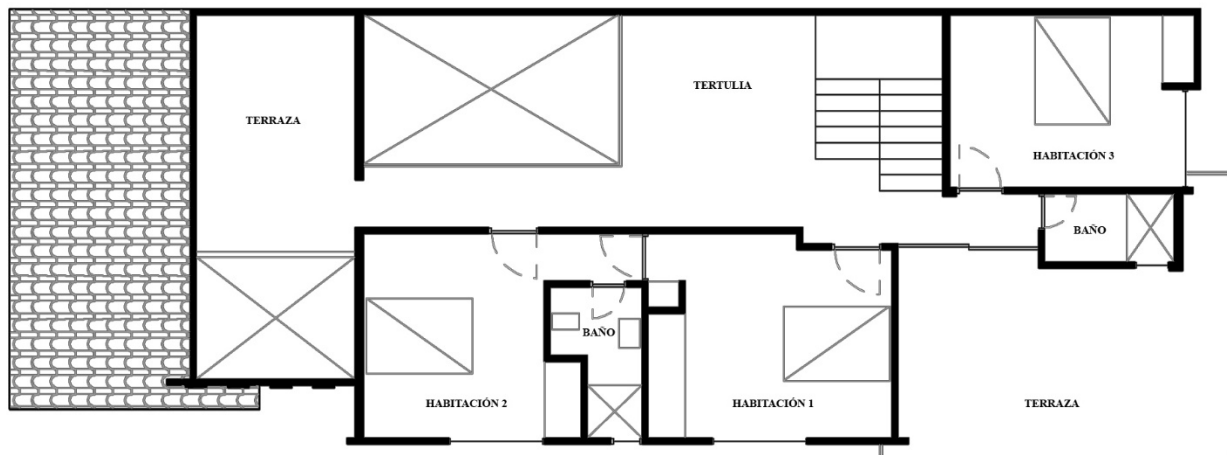 TERTULIA
TERRAZA
HABITACIÓN 3
BAÑO
BAÑO
HABITACIÓN 2
HABITACIÓN 1
TERRAZA